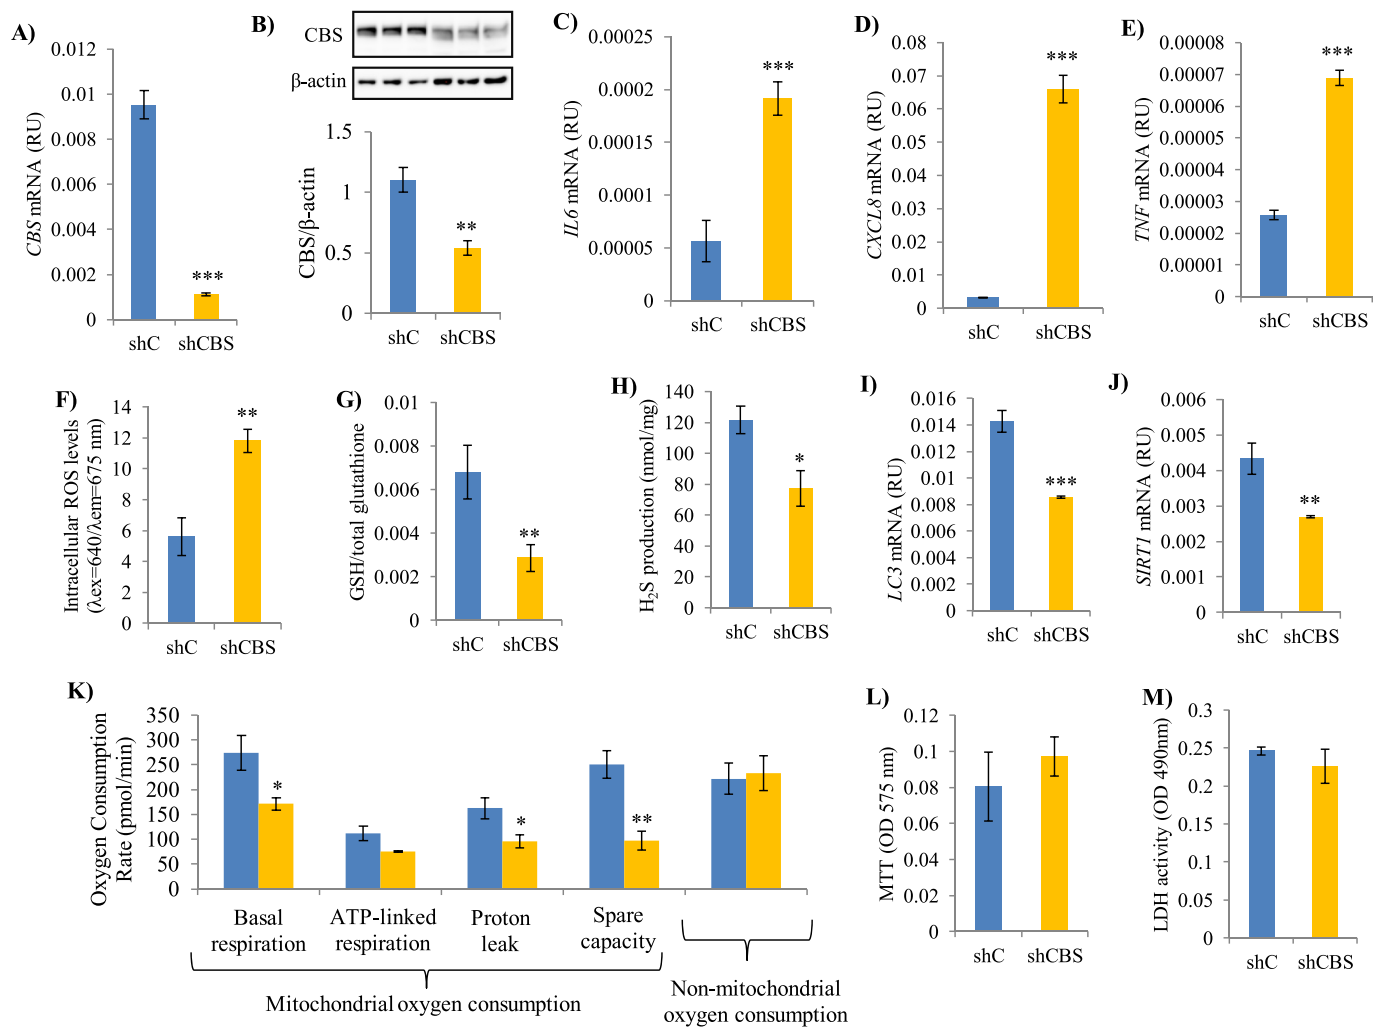 A)
CBS mRNA (RU)
0.012
0.01
0.008
0.006
0.004
0.002
0
***
shC shCBS
B)
CBS
β-actin
CBS/β-actin
1.5
1
0.5
0
**
shC shCBS
C)
IL6 mRNA (RU)
0.00025
0.0002
0.00015
0.0001
0.00005
0
***
shC shCBS
D)
CXCL8 mRNA (RU)
0.08
0.07
0.06
0.05
0.04
0.03
0.02
0.01
0
***
shC shCBS
E)
TNF mRNA (RU)
0.00008
0.00007
0.00006
0.00005
0.00004
0.00003
0.00002
0.00001
0
***
shC shCBS
F)
Intracellular ROS levels
(λex=640/λem=675 nm)
14
12
10
8
6
4
2
0
**
shC shCBS
G)
GSH/total glutathione
0.01
0.008
0.006
0.004
0.002
0
**
shC shCBS
H)
H₂S production (nmol/mg)
140
120
100
80
60
40
20
0
*
shC shCBS
I)
LC3 mRNA (RU)
0.016
0.014
0.012
0.01
0.008
0.006
0.004
0.002
0
***
shC shCBS
J)
SIRT1 mRNA (RU)
0.006
0.005
0.004
0.003
0.002
0.001
0
**
shC shCBS
K)
Oxygen Consumption
Rate (pmol/min)
350
300
250
200
150
100
50
0
*
*
**
Basal
respiration
ATP-linked
respiration
Proton
leak
Spare
capacity
Mitochondrial oxygen consumption
Non-mitochondrial
oxygen consumption
L)
MTT (OD 575 nm)
0.12
0.1
0.08
0.06
0.04
0.02
0
shC shCBS
M)
LDH activity (OD 490nm)
0.3
0.25
0.2
0.15
0.1
0.05
0
shC shCBS